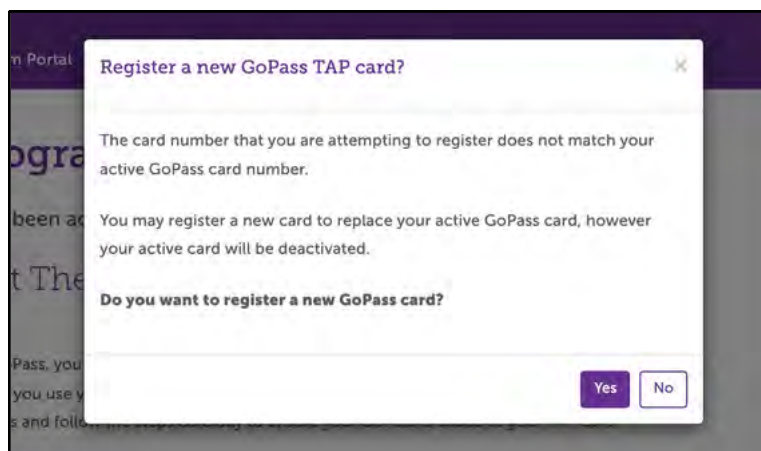 m Portal
Register a new GoPass TAP card?
×
ogra
The card number that you are attempting to register does not match your
active GoPass card number.
been ac
You may register a new card to replace your active GoPass card, however
your active card will be deactivated.
t The
Do you want to register a new GoPass card?
Pass, you
you use y
Yes
No
s and follo